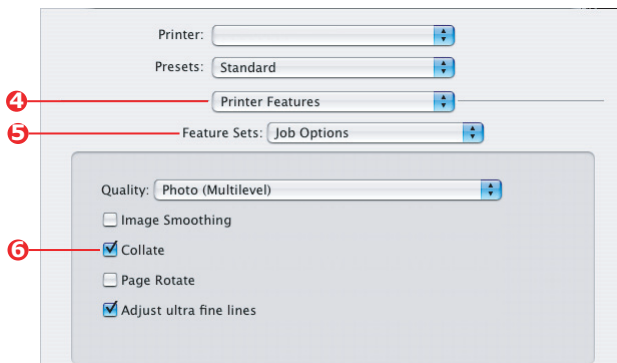 Printer:
Presets: Standard
4 Printer Features
5 Feature Sets: Job Options
Quality: Photo (Multilevel)
Image Smoothing
6 Collate
Page Rotate
Adjust ultra fine lines